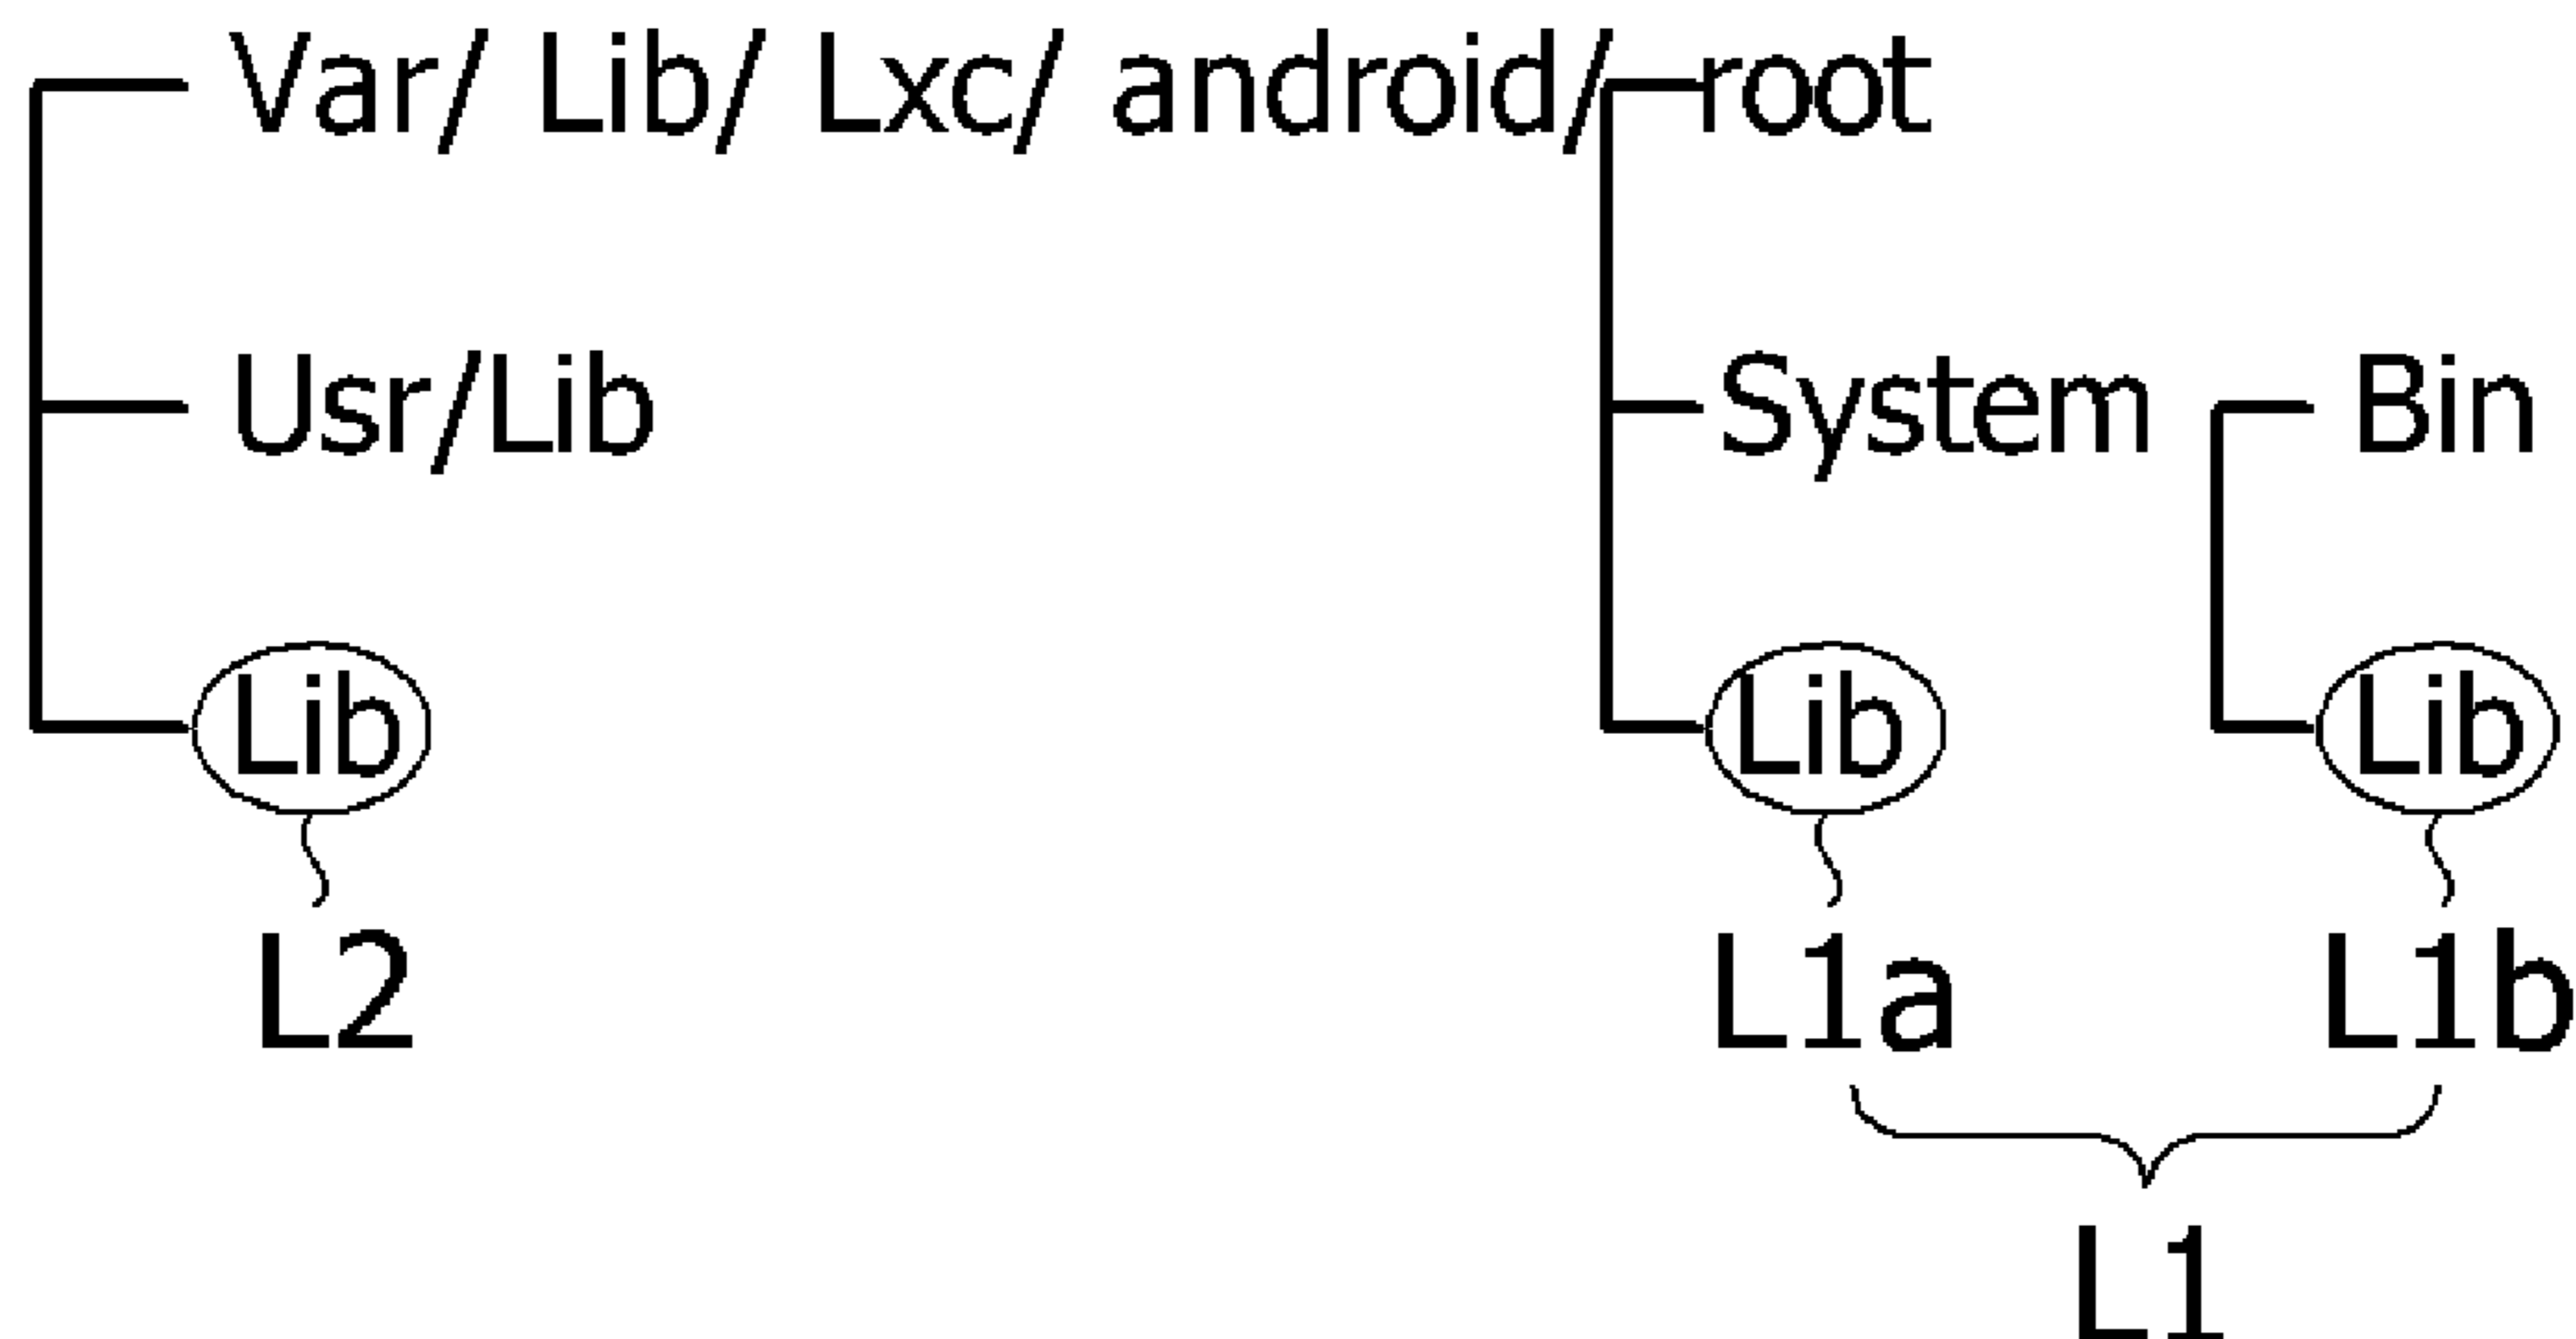 Var/ Lib/ Lxc/ android/ root
Usr/Lib System Bin
Lib Lib Lib
L2 L1a L1b
L1